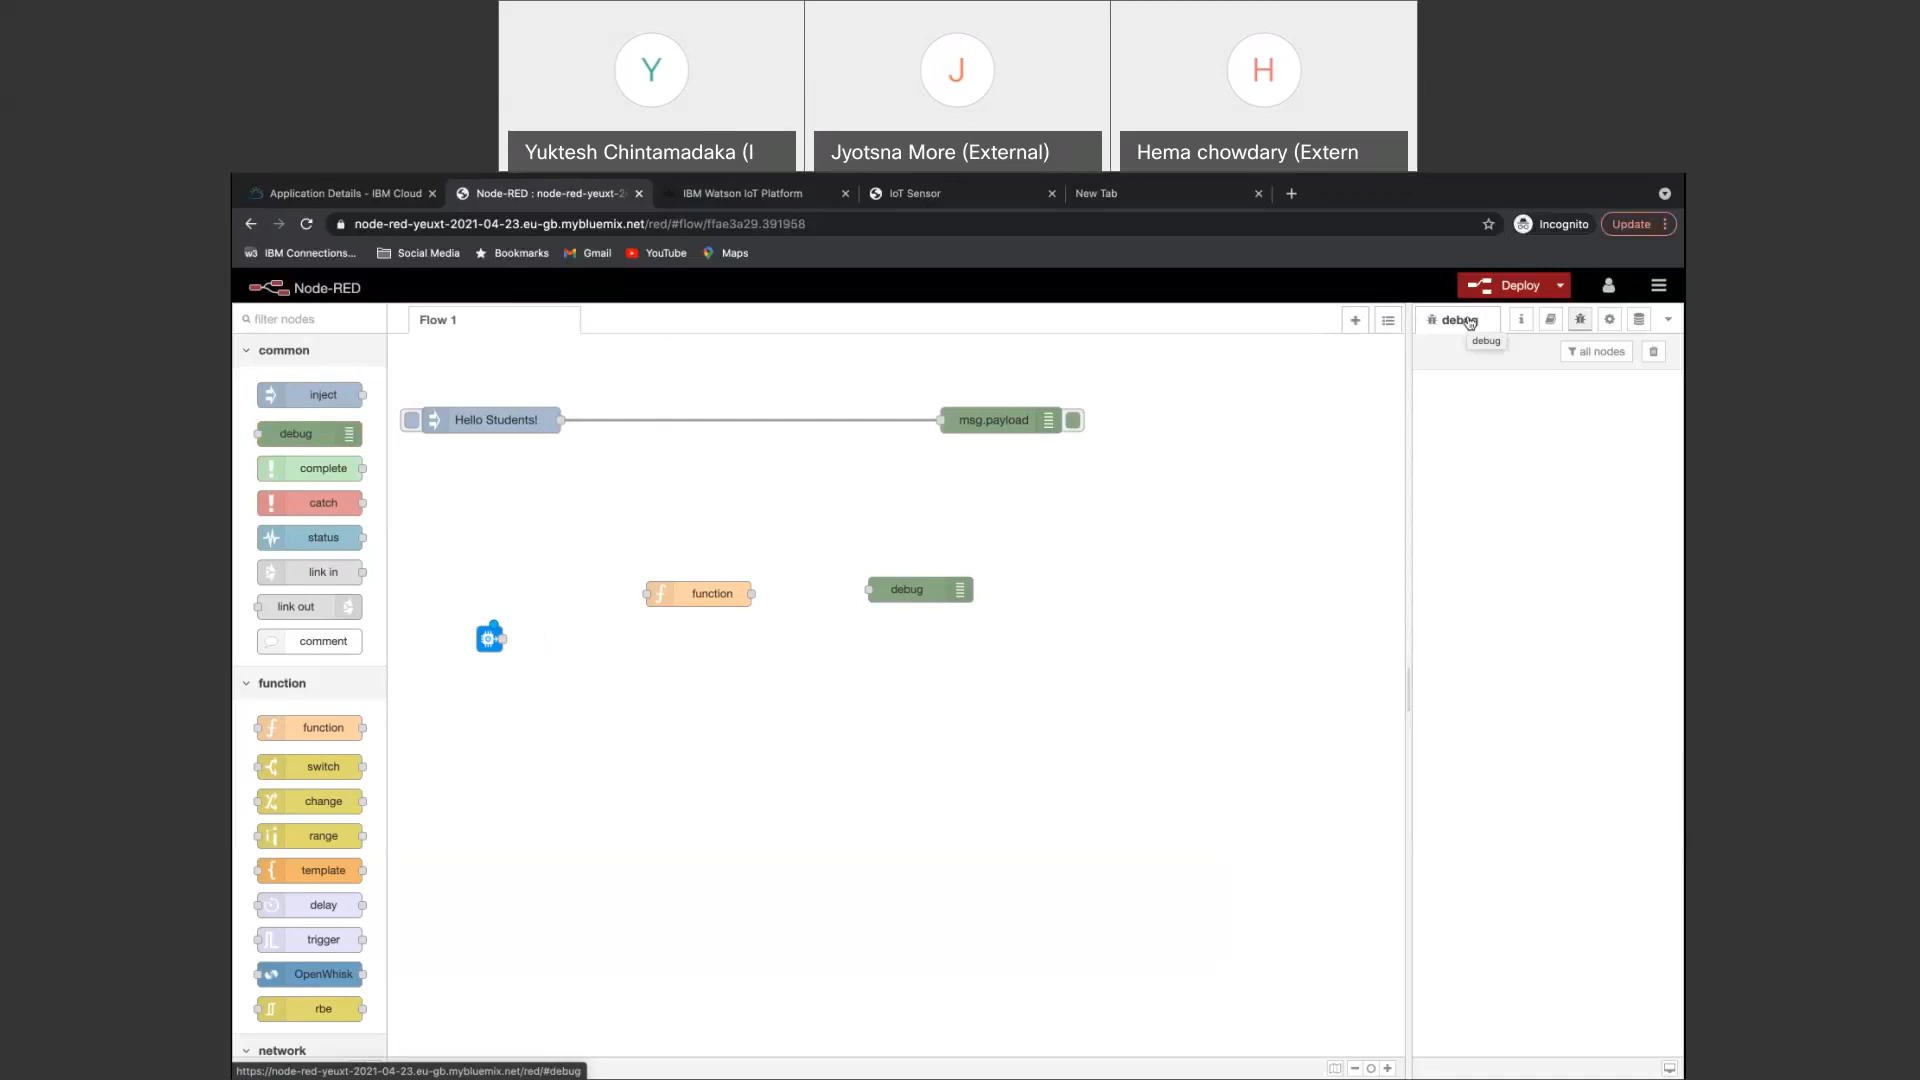 Y
J
H
Yuktesh Chintamadaka (I
Jyotsna More (External)
Hema chowdary (Extern
Application Details - IBM Cloud
Node-RED : node-red-yeuxt-2
IBM Watson IoT Platform
IoT Sensor
New Tab
node-red-yeuxt-2021-04-23.eu-gb.mybluemix.net/red/#flow/ffae3a29.391958
Incognito
Update
w3 IBM Connections...
Social Media
Bookmarks
Gmail
YouTube
Maps
Node-RED
Deploy
filter nodes
Flow 1
debug
debug
all nodes
common
inject
debug
complete
catch
status
link in
link out
comment
function
function
switch
change
range
template
delay
trigger
OpenWhisk
rbe
network
Hello Students!
msg.payload
function
debug
https://node-red-yeuxt-2021-04-23.eu-gb.mybluemix.net/red/#debug